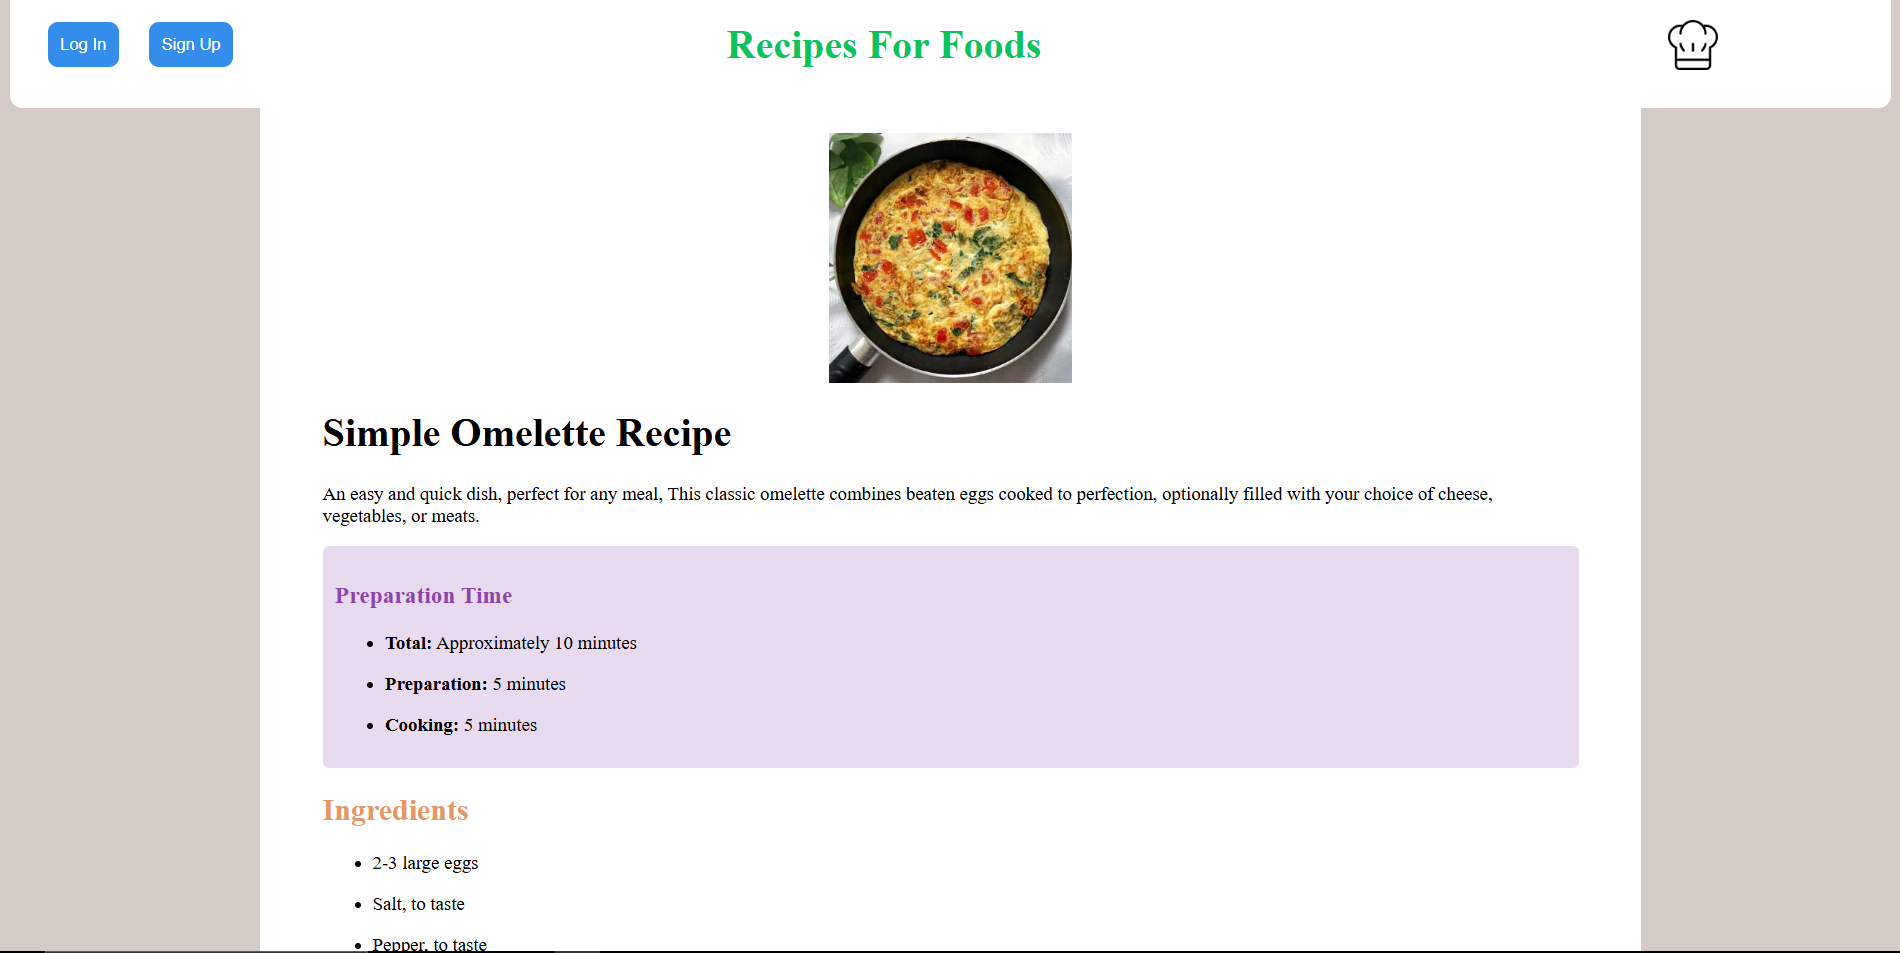 Log In
Sign Up
Recipes For Foods
Simple Omelette Recipe
An easy and quick dish, perfect for any meal, This classic omelette combines beaten eggs cooked to perfection, optionally filled with your choice of cheese,
vegetables, or meats.
Preparation Time
Total: Approximately 10 minutes
Preparation: 5 minutes
Cooking: 5 minutes
Ingredients
2-3 large eggs
Salt, to taste
Pepper, to taste